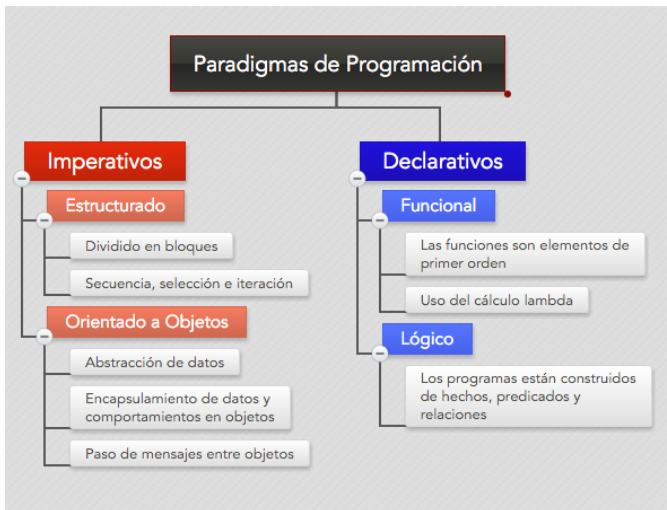 Paradigmas de Programación
Imperativos
Estructurado
Dividido en bloques
Secuencia, selección e iteración
Orientado a Objetos
Abstracción de datos
Encapsulamiento de datos y
comportamientos en objetos
Paso de mensajes entre objetos
Declarativos
Funcional
Las funciones son elementos de
primer orden
Uso del cálculo lambda
Lógico
Los programas están construidos
de hechos, predicados y
relaciones